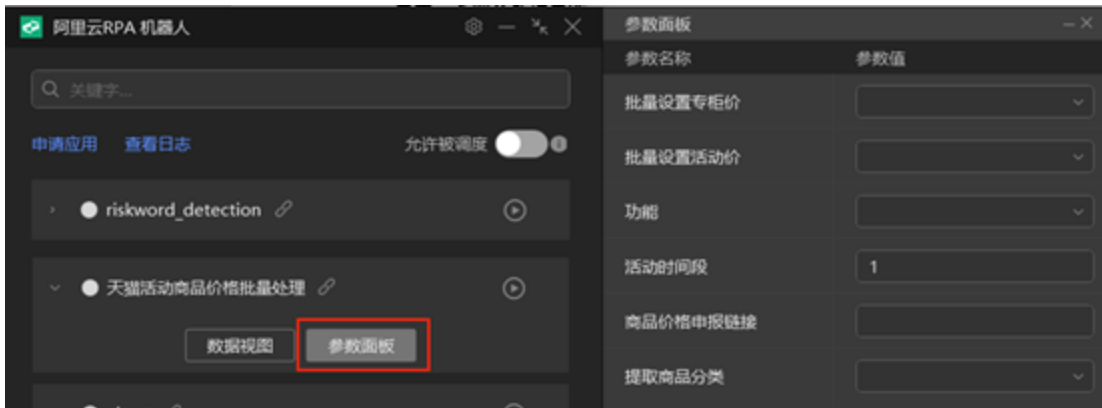 阿里云RPA 机器人
关键字...
申请应用 查看日志 允许被调度
riskword_detection
天猫活动商品价格批量处理
数据视图 参数面板
参数面板
参数名称 参数值
批量设置专柜价
批量设置活动价
功能
活动时间段 1
商品价格申报链接
提取商品分类